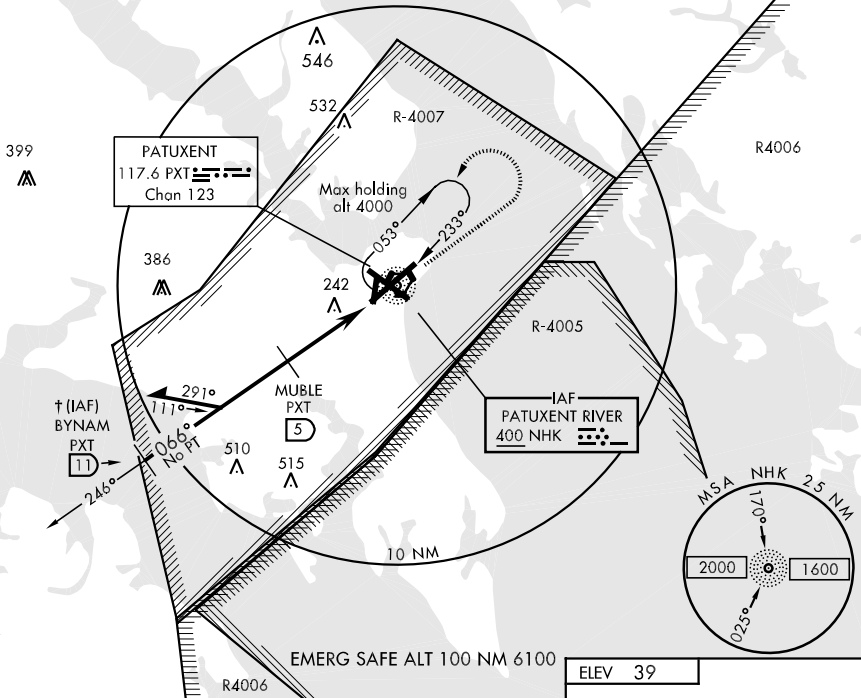 546
532
R-4007
399
R4006
PATUXENT
117.6 PXT
Chan 123
Max holding
alt 4000
053°
233°
386
242
R-4005
291°
111°
MUBLE
PXT
5
† (IAF)
BYNAM
PXT
11
066°
No PT
246°
510
515
IAF
PATUXENT RIVER
400 NHK
10 NM
MSA NHK 25 NM
170°
2000
1600
025°
EMERG SAFE ALT 100 NM 6100
ELEV 39
R4006